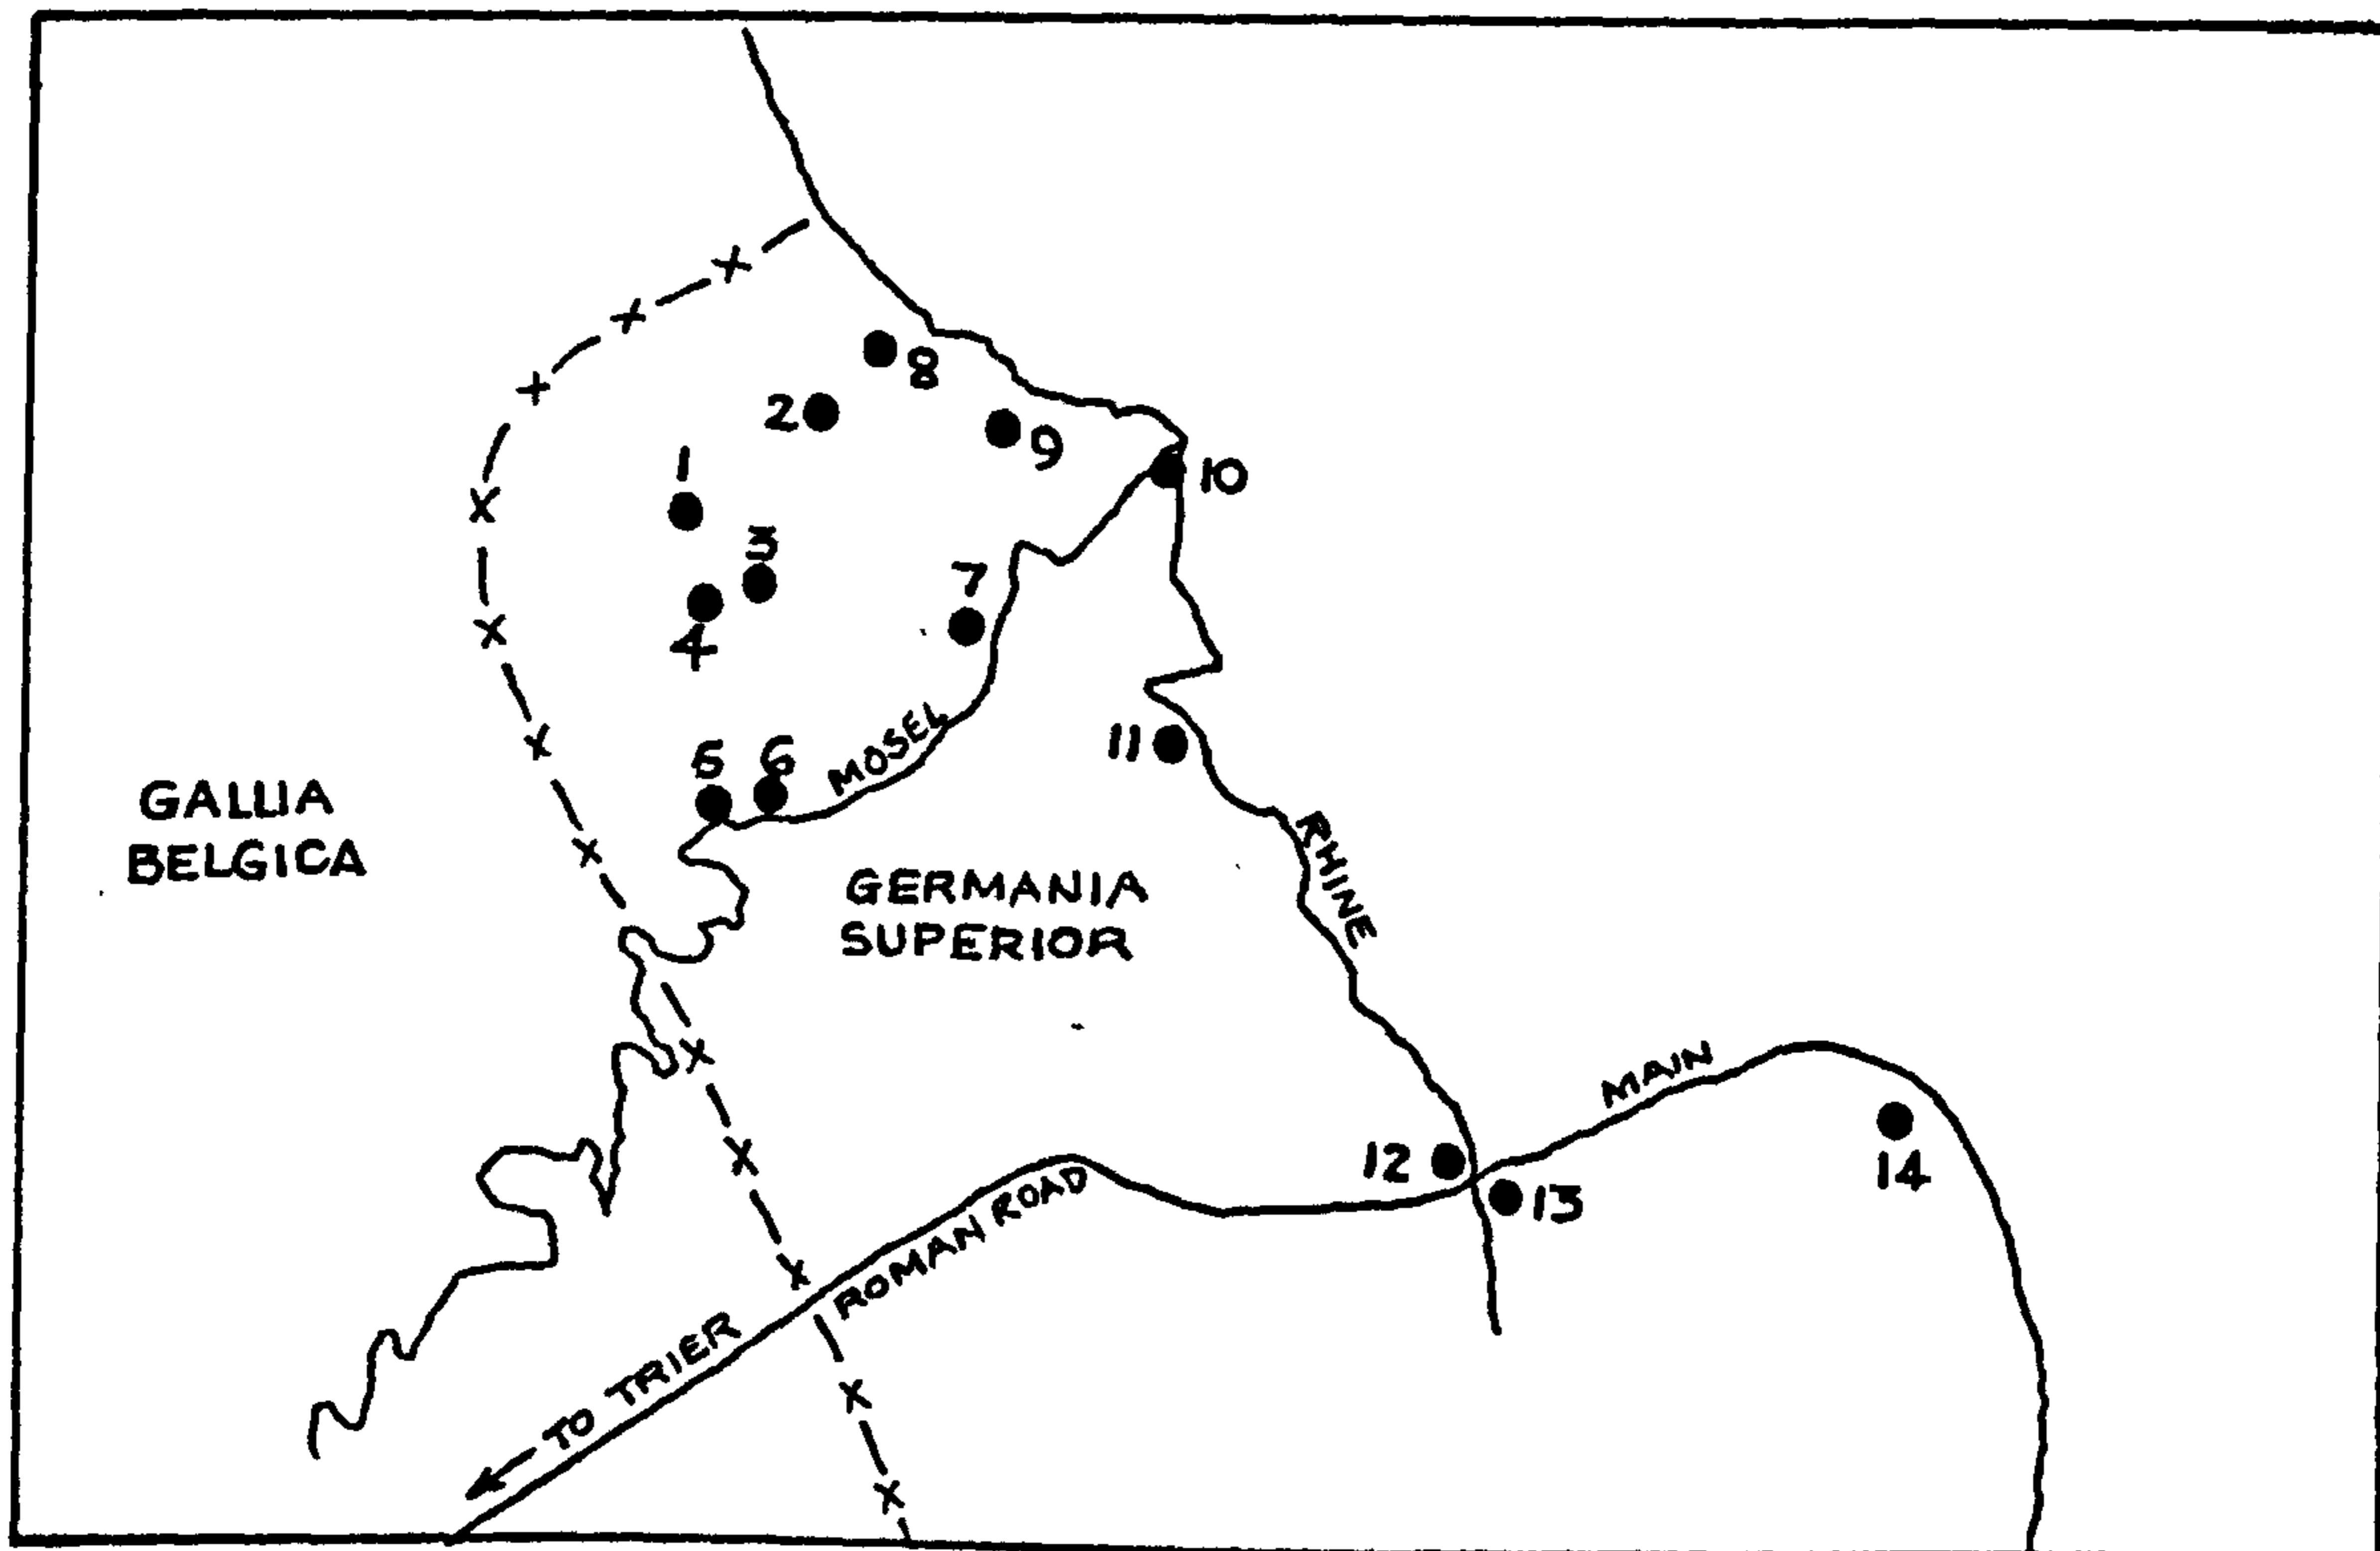 8
2
9
1
10
3
7
4
MOSEL
11
5 6
GALLIA
BELGICA
RHINE
GERMANIA
SUPERIOR
MAIN
12
14
13
ROMAN ROAD
TO TRIER